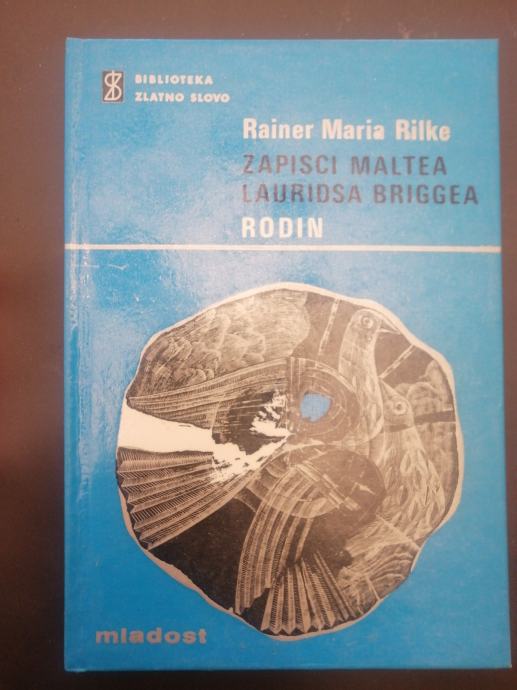 BIBLIOTEKA
ZLATNO SLOVO
Rainer Maria Rilke
ZAPISCI MALTEA
LAURIDSA BRIGGEA
RODIN
mladost